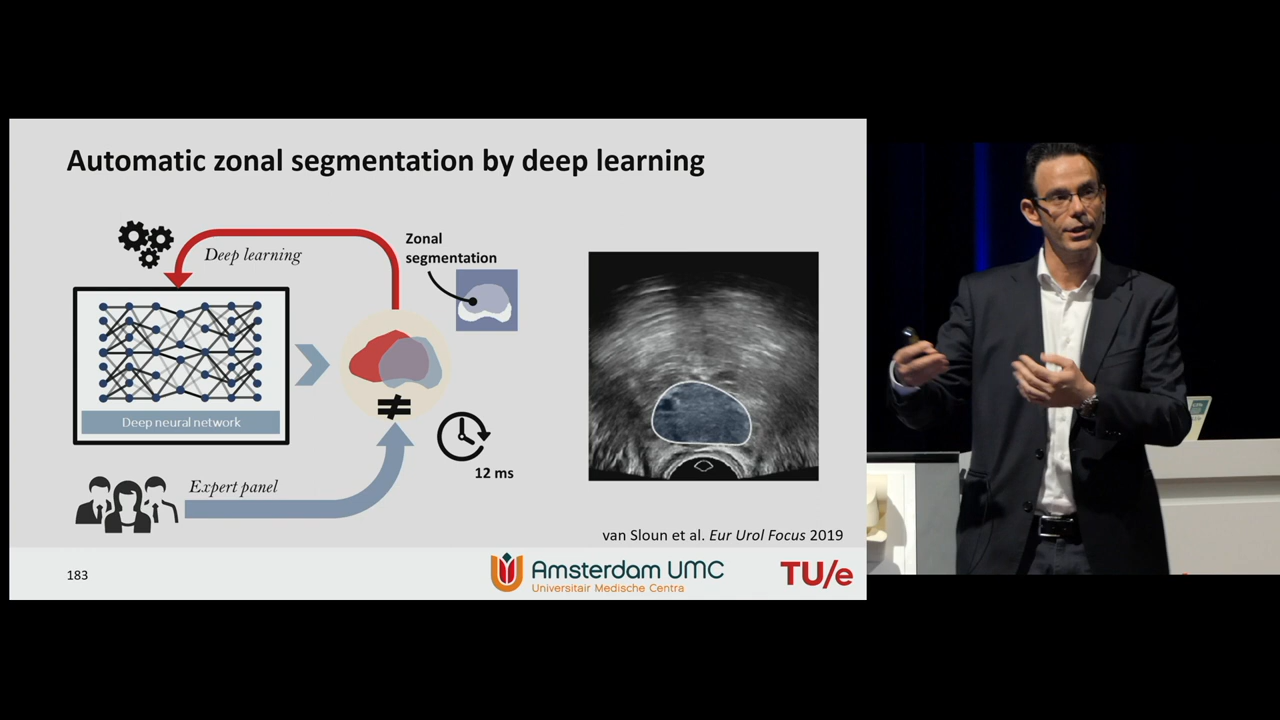 Automatic zonal segmentation by deep learning
Deep learning
Zonal
segmentation
Deep neural network
12 ms
Expert panel
van Sloun et al. Eur Urol Focus 2019
183
Amsterdam UMC
Universitair Medische Centra
TU/e